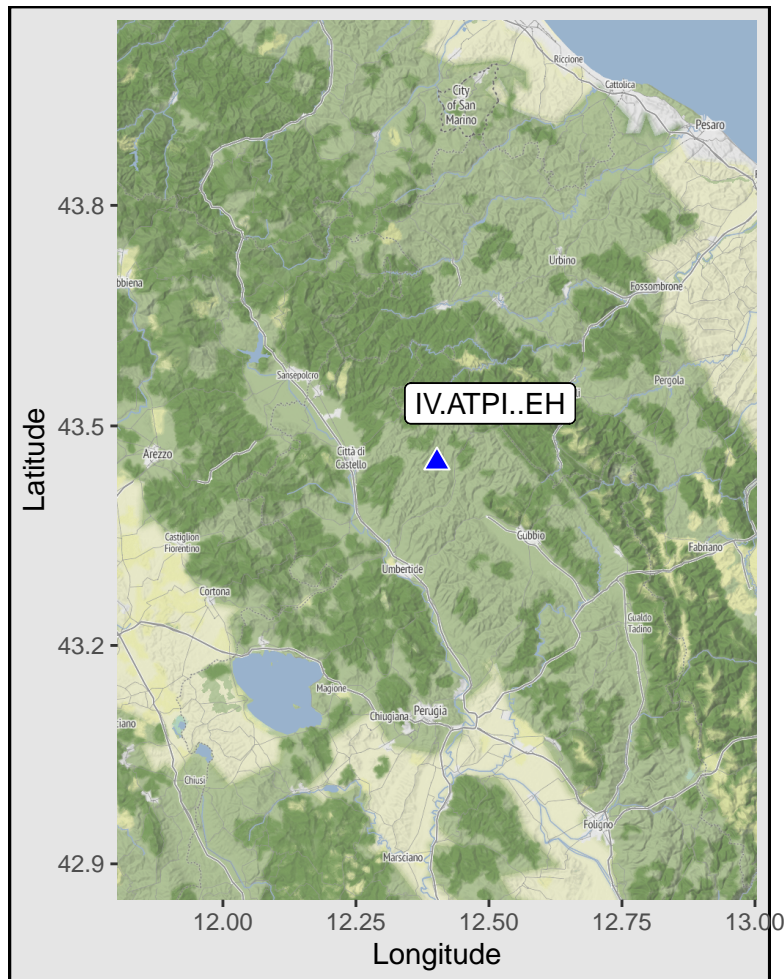 Riccione
City
of San
Marino
Cattolica
Pesaro
43.8
Urbino
bbiena
Fossombrone
Sansepolcro
Pergola
IV.ATPI..EH
43.5
Arezzo
Città di
Castello
Latitude
Castiglion
Fiorentino
Gubbio
Fabriano
Umbertide
Cortona
Gualdo
Tadino
43.2
Magione
Chiugiana
Perugia
ciano
Chiusi
Foligno
Marsciano
42.9
12.00
12.25
12.50
12.75
13.00
Longitude